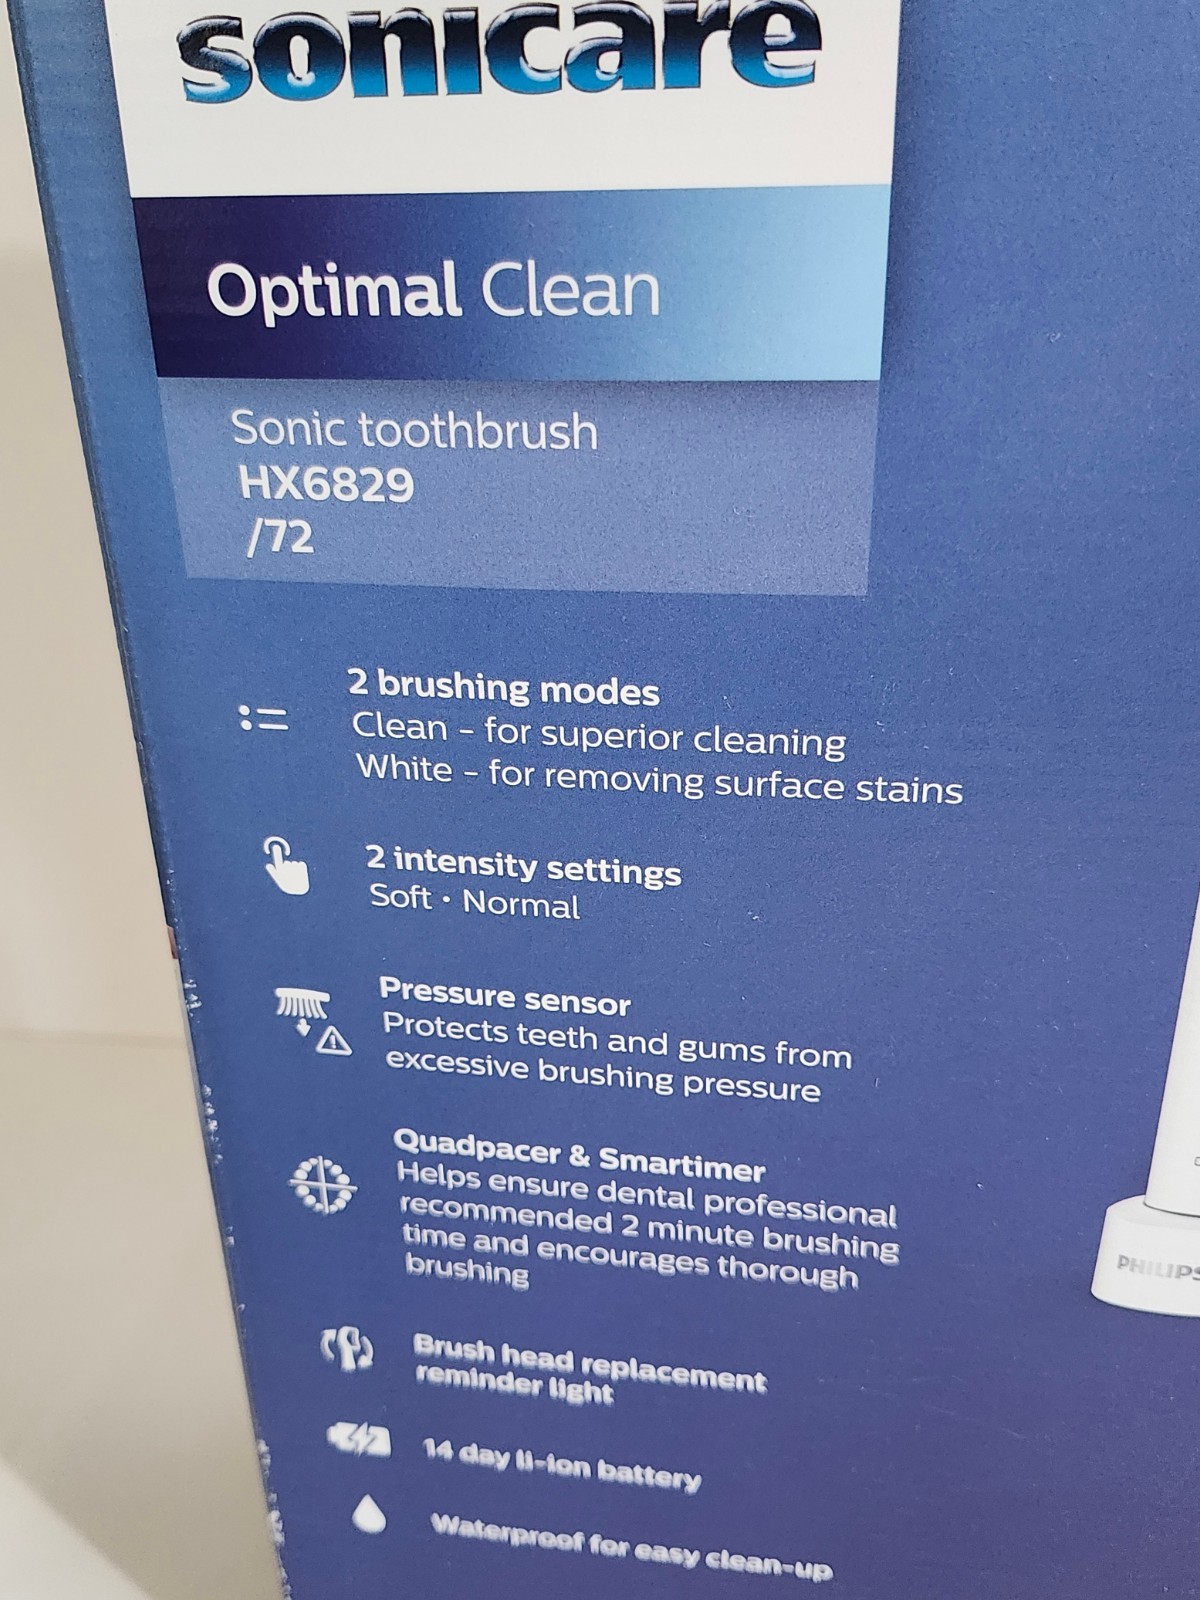 sonicare
Optimal Clean
Sonic toothbrush
HX6829
/72
2 brushing modes
Clean – for superior cleaning
White – for removing surface stains
2 intensity settings
Soft • Normal
Pressure sensor
Protects teeth and gums from
excessive brushing pressure
Quadpacer & Smartimer
Helps ensure dental professional
recommended 2 minute brushing
time and encourages thorough
brushing
Brush head replacement
reminder light
14 day li-ion battery
Waterproof for easy clean-up
PHILIPS